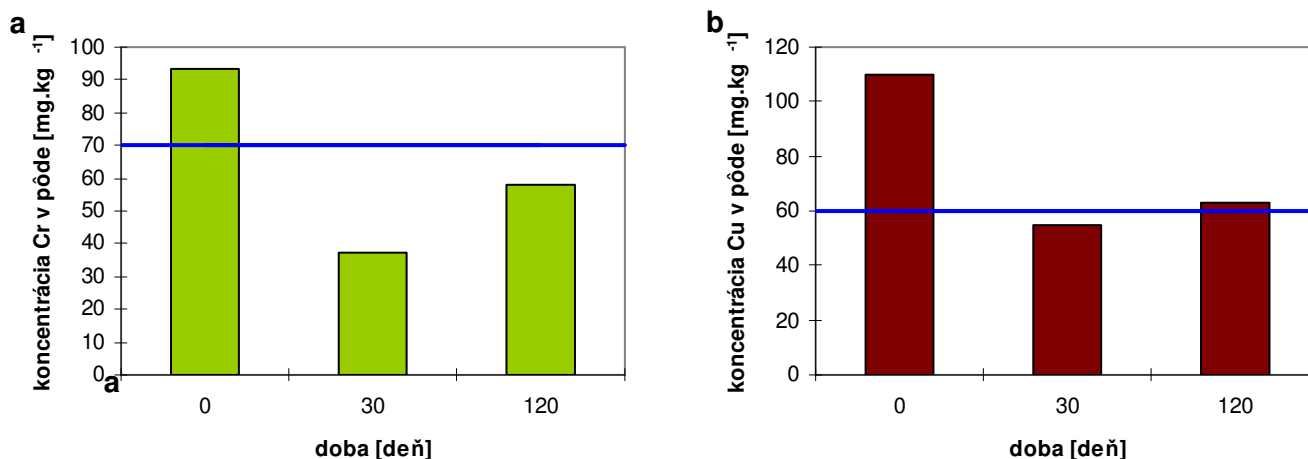 a
koncentrácia Cr v pôde [mg.kg -1]
100
90
80
70
60
50
40
30
20
10
0
a
0 30 120
doba [deň]
b
koncentrácia Cu v pôde [mg.kg -1]
120
100
80
60
40
20
0
0 30 120
doba [deň]